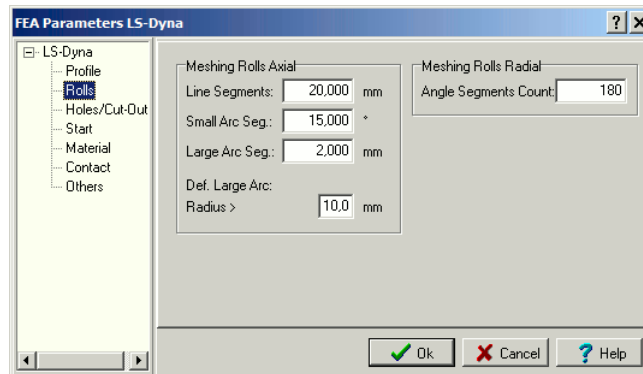 FEA Parameters LS-Dyna
LS-Dyna
Profile
Rolls
Holes/Cut-Out
Start
Material
Contact
Others
Meshing Rolls Axial
Line Segments: 20,000 mm
Small Arc Seg.: 15,000 °
Large Arc Seg.: 2,000 mm
Def. Large Arc:
Radius > 10,0 mm
Meshing Rolls Radial
Angle Segments Count: 180
Ok
Cancel
? Help